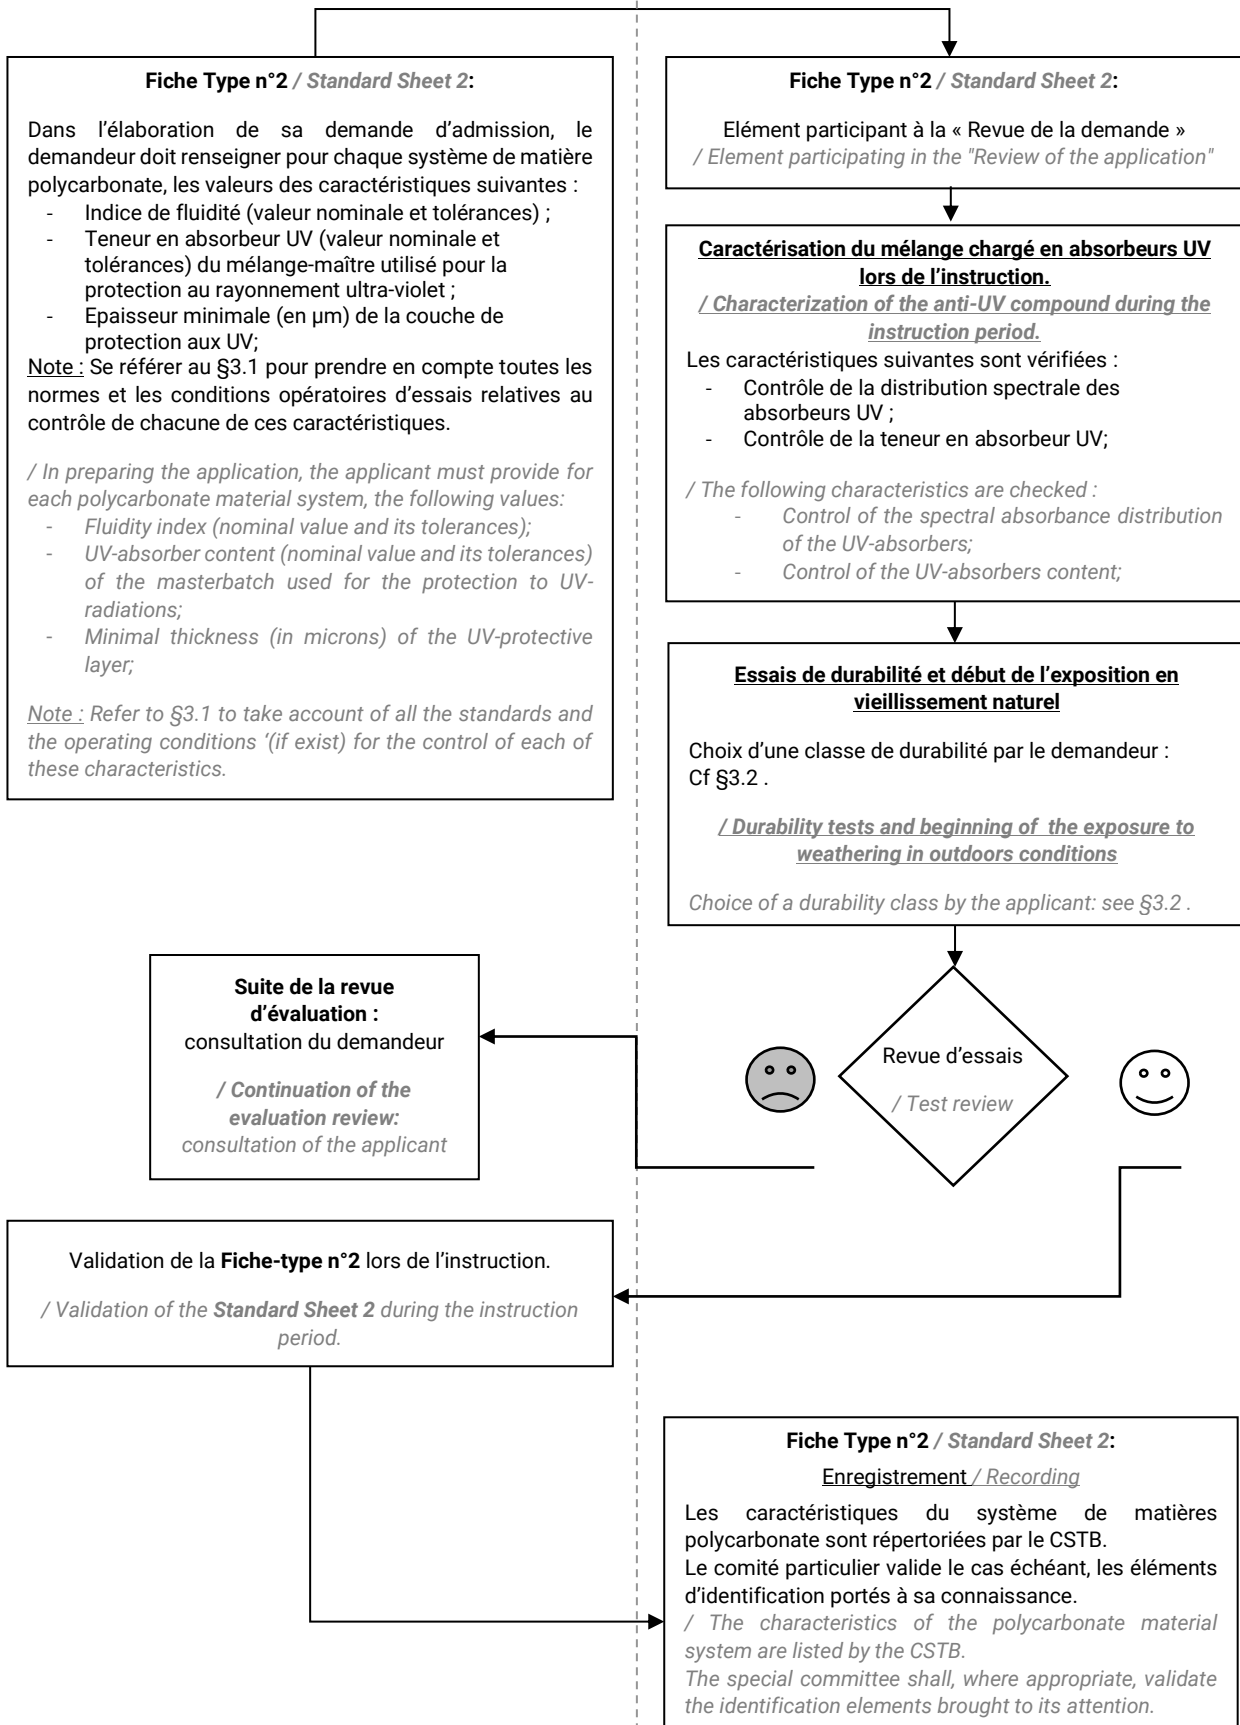 Fiche Type n°2 / Standard Sheet 2:
Dans l'élaboration de sa demande d'admission, le
demandeur doit renseigner pour chaque système de matière
polycarbonate, les valeurs des caractéristiques suivantes :
- Indice de fluidité (valeur nominale et tolérances) ;
- Teneur en absorbeur UV (valeur nominale et
tolérances) du mélange-maître utilisé pour la
protection au rayonnement ultra-violet ;
- Epaisseur minimale (en µm) de la couche de
protection aux UV;
Note : Se référer au §3.1 pour prendre en compte toutes les
normes et les conditions opératoires d'essais relatives au
contrôle de chacune de ces caractéristiques.
/ In preparing the application, the applicant must provide for
each polycarbonate material system, the following values:
- Fluidity index (nominal value and its tolerances);
- UV-absorber content (nominal value and its tolerances)
of the masterbatch used for the protection to UV-
radiations;
- Minimal thickness (in microns) of the UV-protective
layer;
Note : Refer to §3.1 to take account of all the standards and
the operating conditions '(if exist) for the control of each of
these characteristics.
Fiche Type n°2 / Standard Sheet 2:
Elément participant à la « Revue de la demande »
/ Element participating in the "Review of the application"
Caractérisation du mélange chargé en absorbeurs UV
lors de l'instruction.
/ Characterization of the anti-UV compound during the
instruction period.
Les caractéristiques suivantes sont vérifiées :
- Contrôle de la distribution spectrale des
absorbeurs UV ;
- Contrôle de la teneur en absorbeur UV;
/ The following characteristics are checked :
- Control of the spectral absorbance distribution
of the UV-absorbers;
- Control of the UV-absorbers content;
Essais de durabilité et début de l'exposition en
vieillissement naturel
Choix d'une classe de durabilité par le demandeur :
Cf §3.2 .
/ Durability tests and beginning of the exposure to
weathering in outdoors conditions
Choice of a durability class by the applicant: see §3.2 .
Suite de la revue
d'évaluation :
consultation du demandeur
/ Continuation of the
evaluation review:
consultation of the applicant
Revue d'essais
/ Test review
Validation de la Fiche-type n°2 lors de l'instruction.
/ Validation of the Standard Sheet 2 during the instruction
period.
Fiche Type n°2 / Standard Sheet 2:
Enregistrement / Recording
Les caractéristiques du système de matières
polycarbonate sont répertoriées par le CSTB.
Le comité particulier valide le cas échéant, les éléments
d'identification portés à sa connaissance.
/ The characteristics of the polycarbonate material
system are listed by the CSTB.
The special committee shall, where appropriate, validate
the identification elements brought to its attention.